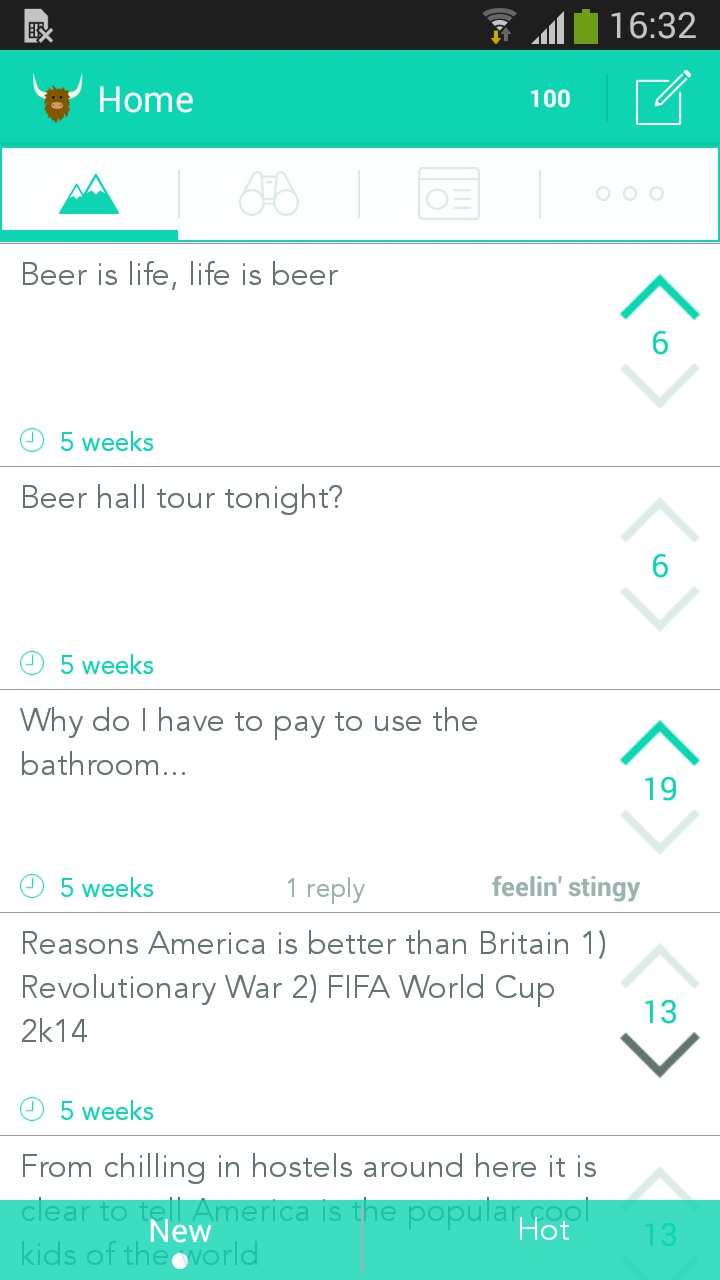 16:32
Home
100
Beer is life, life is beer
6
5 weeks
Beer hall tour tonight?
6
5 weeks
Why do I have to pay to use the
bathroom...
19
5 weeks
1 reply
feelin' stingy
Reasons America is better than Britain 1)
Revolutionary War 2) FIFA World Cup
2k14
13
5 weeks
From chilling in hostels around here it is
clear to tell America is the popular cool
kids of the world
13
New
Hot